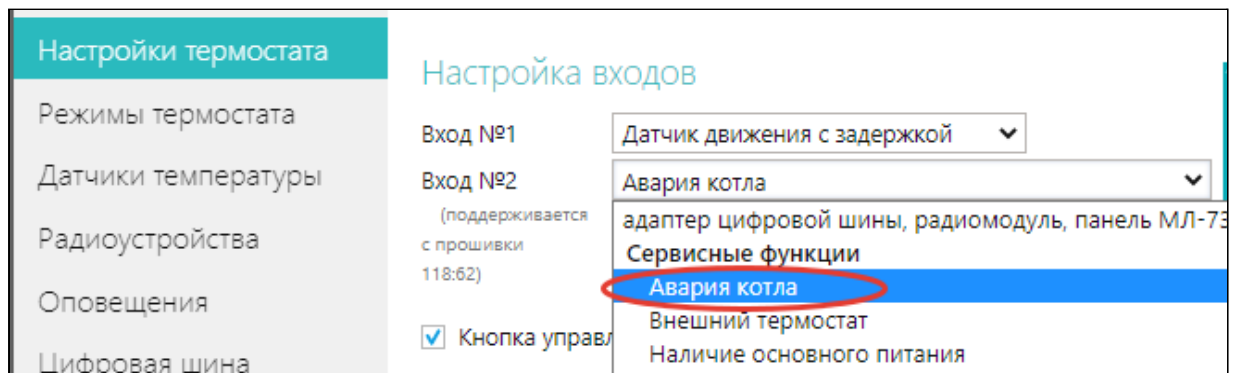 Настройки термостата
Режимы термостата
Датчики температуры
Радиоустройства
Оповещения
Цифровая шина
Настройка входов
Вход №1
Датчик движения с задержкой
Вход №2
Авария котла
(поддерживается
с прошивки
118:62)
адаптер цифровой шины, радиомодуль, панель МЛ-73
Сервисные функции
Авария котла
Внешний термостат
Наличие основного питания
Кнопка управл